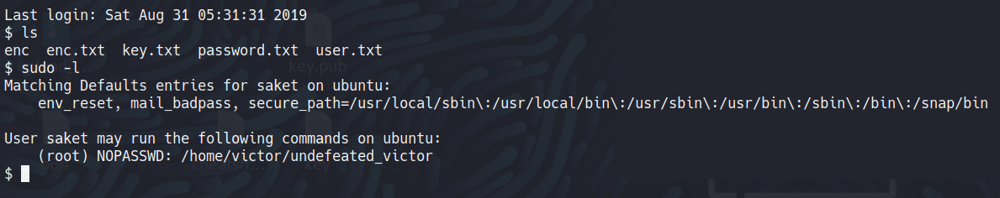 Last login: Sat Aug 31 05:31:31 2019
$ ls
enc  enc.txt  key.txt  password.txt  user.txt
$ sudo -l
key.pub
Matching Defaults entries for saket on ubuntu:
    env_reset, mail_badpass, secure_path=/usr/local/sbin\:/usr/local/bin\:/usr/sbin\:/usr/bin\:/sbin\:/bin\:/snap/bin

User saket may run the following commands on ubuntu:
    (root) NOPASSWD: /home/victor/undefeated_victor
key
$